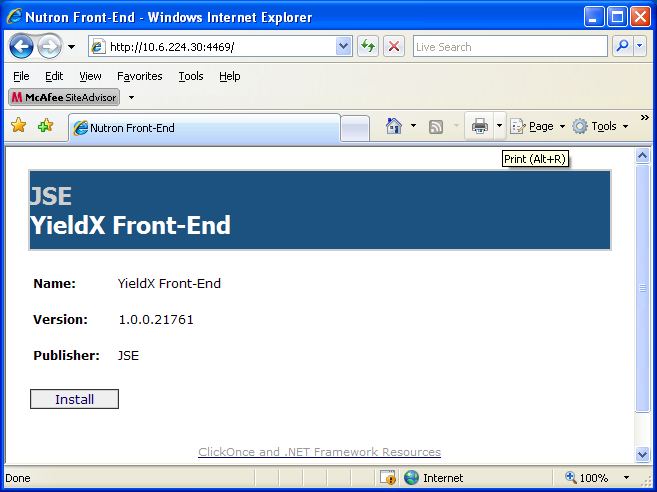 Nutron Front-End - Windows Internet Explorer
http://10.6.224.30:4469/
Live Search
File Edit View Favorites Tools Help
McAfee SiteAdvisor
Nutron Front-End
Page Tools
Print (Alt+R)
JSE
YieldX Front-End
Name: YieldX Front-End
Version: 1.0.0.21761
Publisher: JSE
Install
ClickOnce and .NET Framework Resources
Done Internet 100%